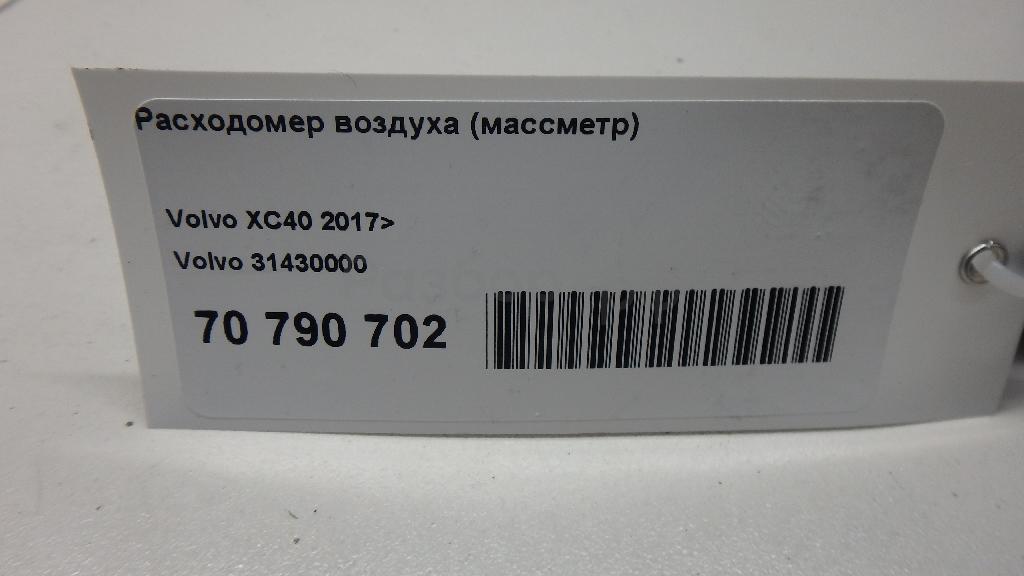 Расходомер воздуха (массметр)
Volvo XC40 2017>
Volvo 31430000
70 790 702